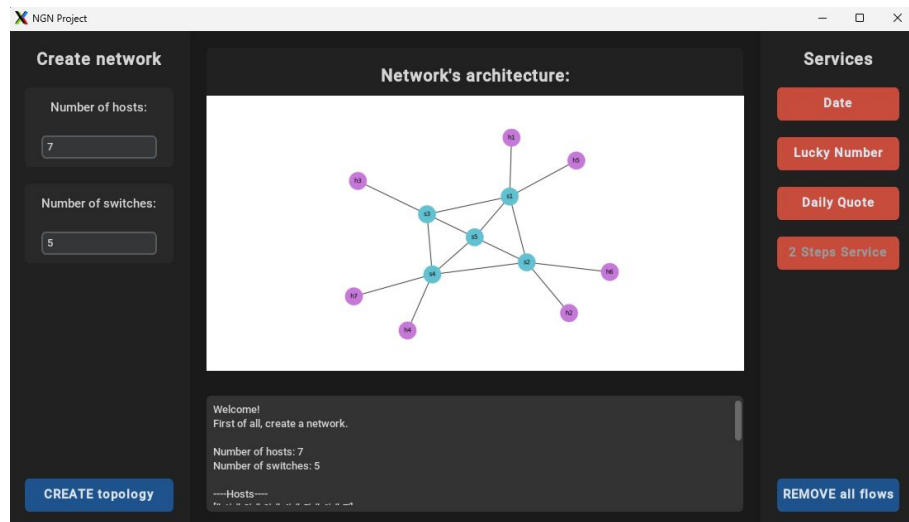 NGN Project
Create network
Number of hosts:
7
Number of switches:
5
CREATE topology
Network's architecture:
h1
h5
h3
s1
s3
s5
s2
s4
h6
h7
h2
h4
Welcome!
First of all, create a network.
Number of hosts: 7
Number of switches: 5
----Hosts----
Services
Date
Lucky Number
Daily Quote
2 Steps Service
REMOVE all flows